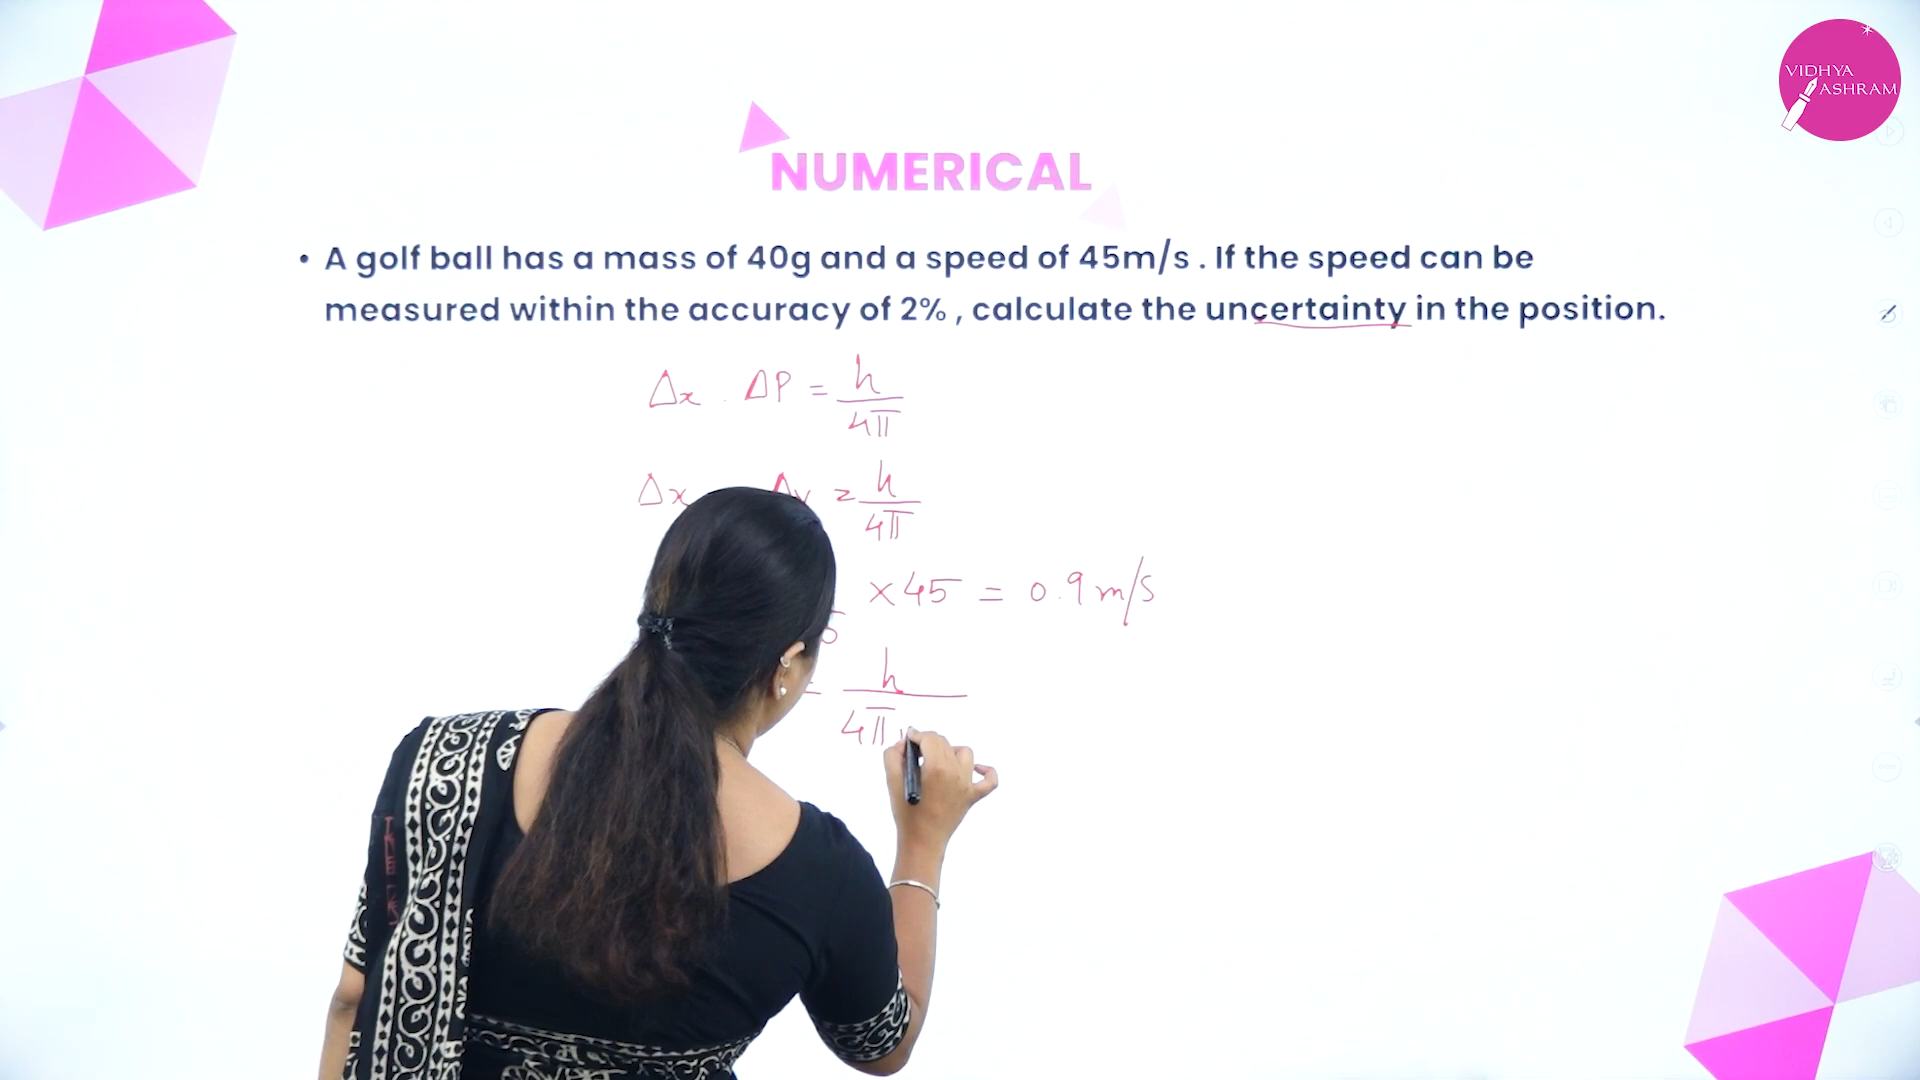 VIDHYA
ASHRAM
NUMERICAL
• A golf ball has a mass of 40g and a speed of 45m/s . If the speed can be
measured within the accuracy of 2% , calculate the uncertainty in the position.
Δx . ΔP = h/4π
Δx Δv = h/4π
× 45 = 0.9 m/s
= h/4π